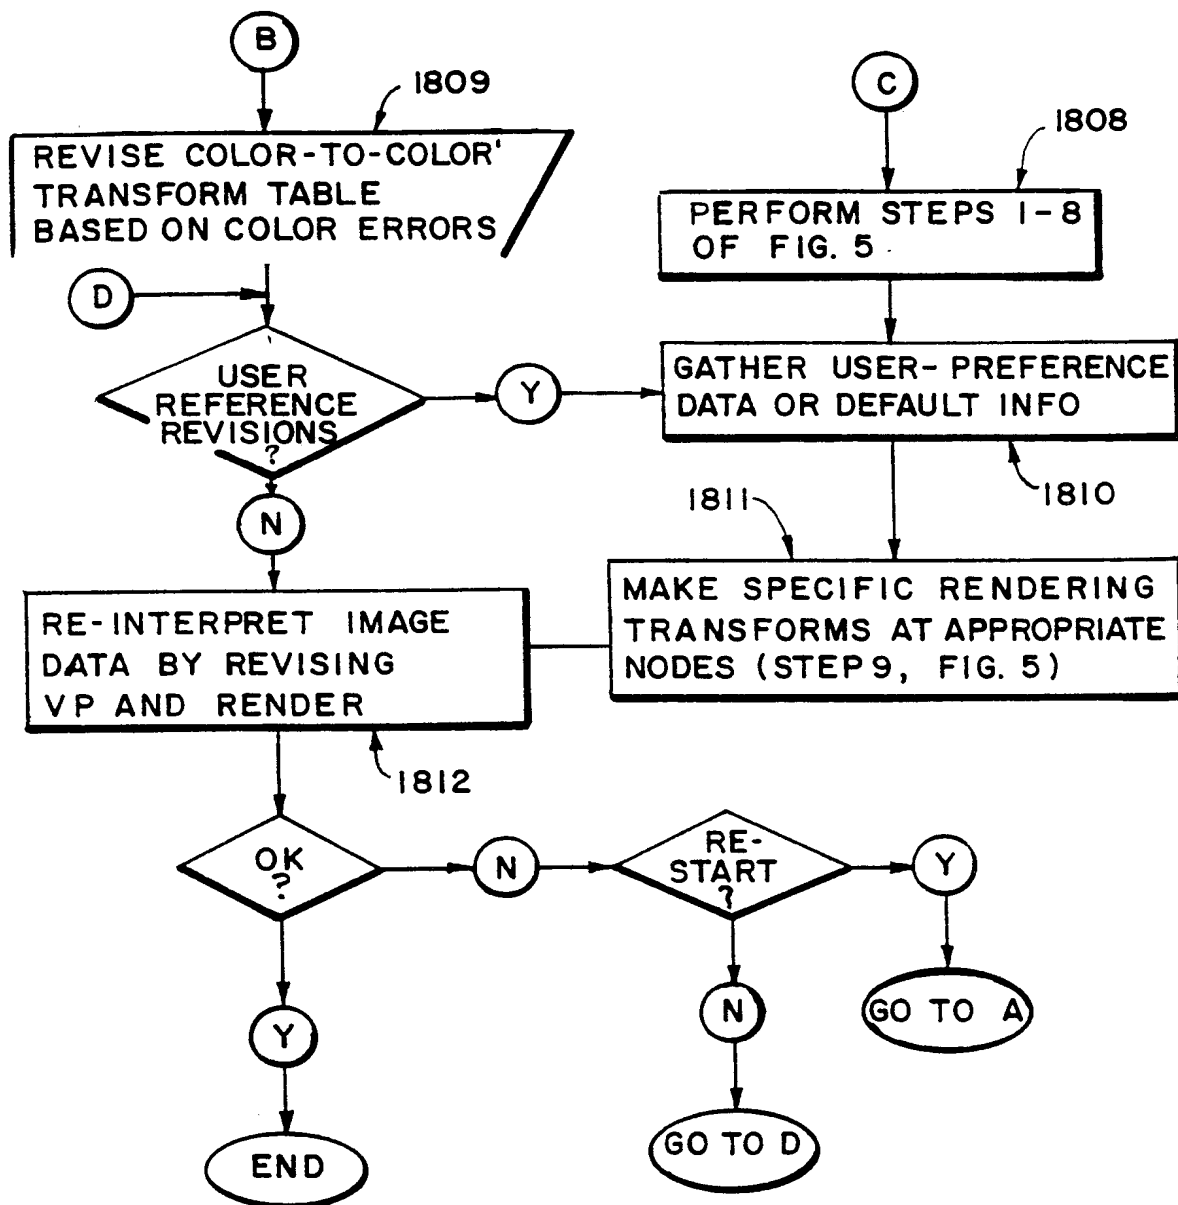 B
1809
REVISE COLOR-TO-COLOR'
TRANSFORM TABLE
BASED ON COLOR ERRORS
C
1808
PERFORM STEPS 1-8
OF FIG. 5
D
USER
REFERENCE
REVISIONS
?
Y
GATHER USER-PREFERENCE
DATA OR DEFAULT INFO
1810
N
1811
MAKE SPECIFIC RENDERING
TRANSFORMS AT APPROPRIATE
NODES (STEP 9, FIG. 5)
RE-INTERPRET IMAGE
DATA BY REVISING
VP AND RENDER
1812
OK
?
N
RE-
START
?
Y
Y
N
GO TO A
END
GO TO D